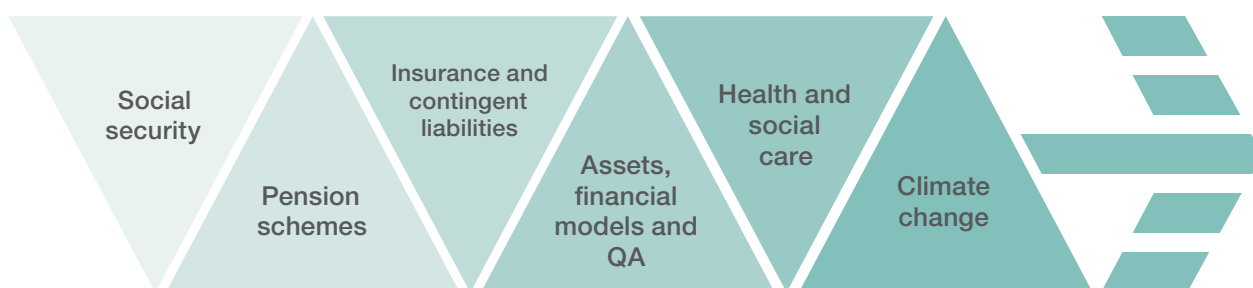 Social
security
Pension
schemes
Insurance and
contingent
liabilities
Assets,
financial
models and
QA
Health and
social
care
Climate
change